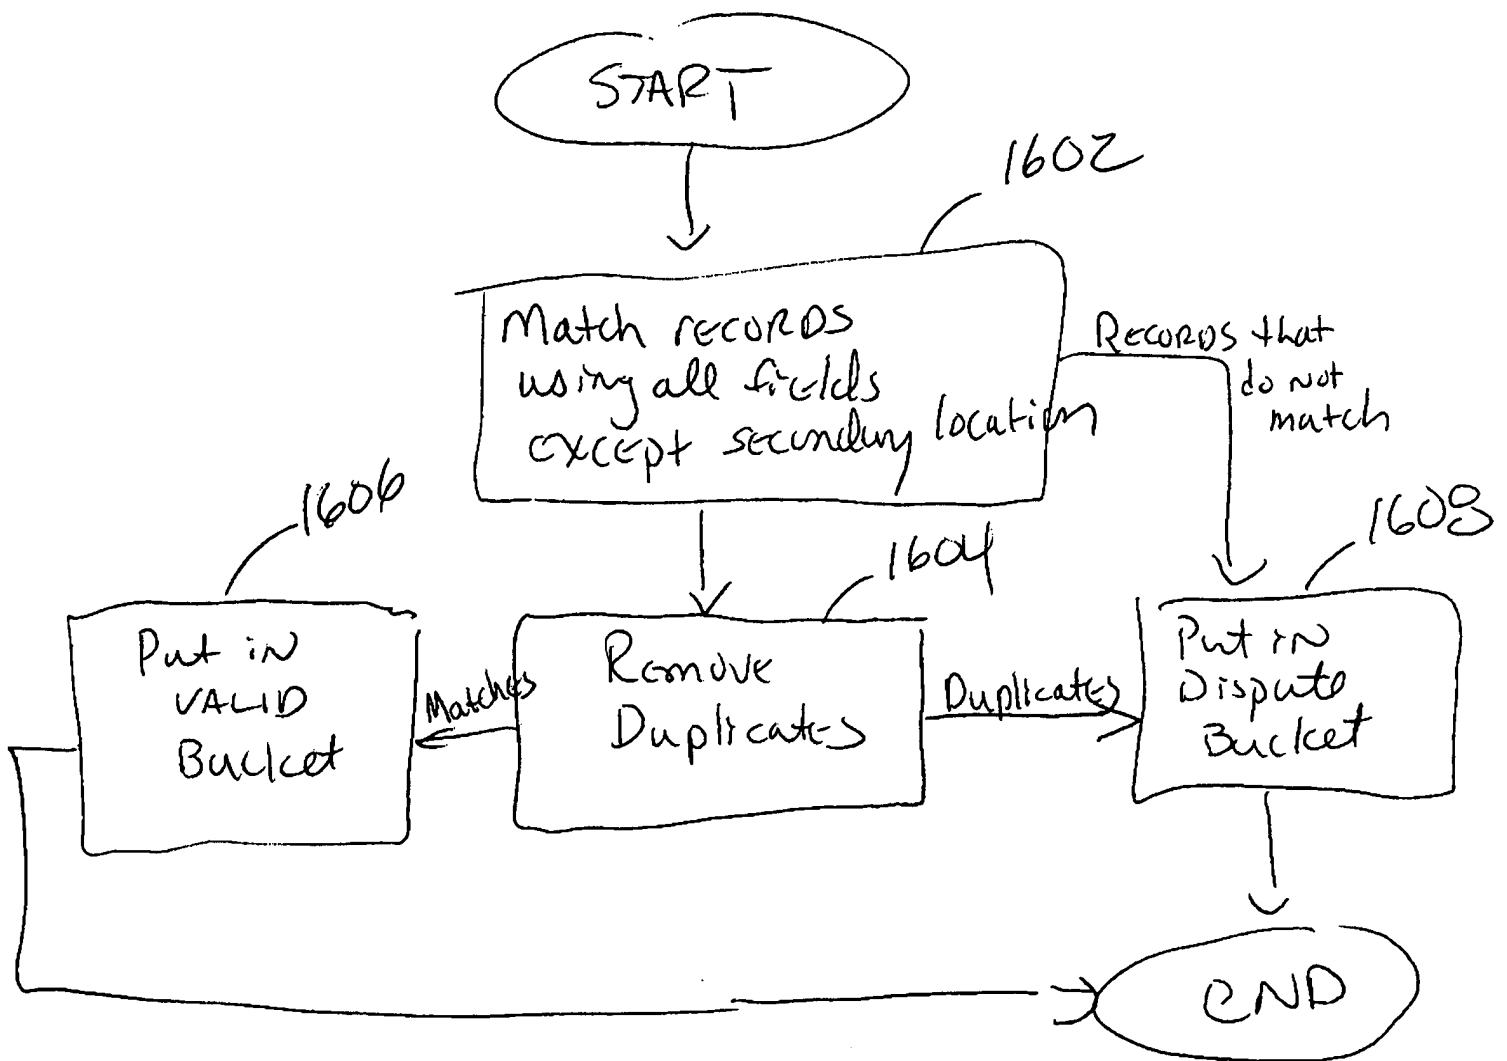 START
1602
Match records
using all fields
except secondary location
Records that
do not
match
1606
1604
1608
Put in
VALID
Bucket
Matches
Remove
Duplicates
Duplicates
Put in
Dispute
Bucket
END